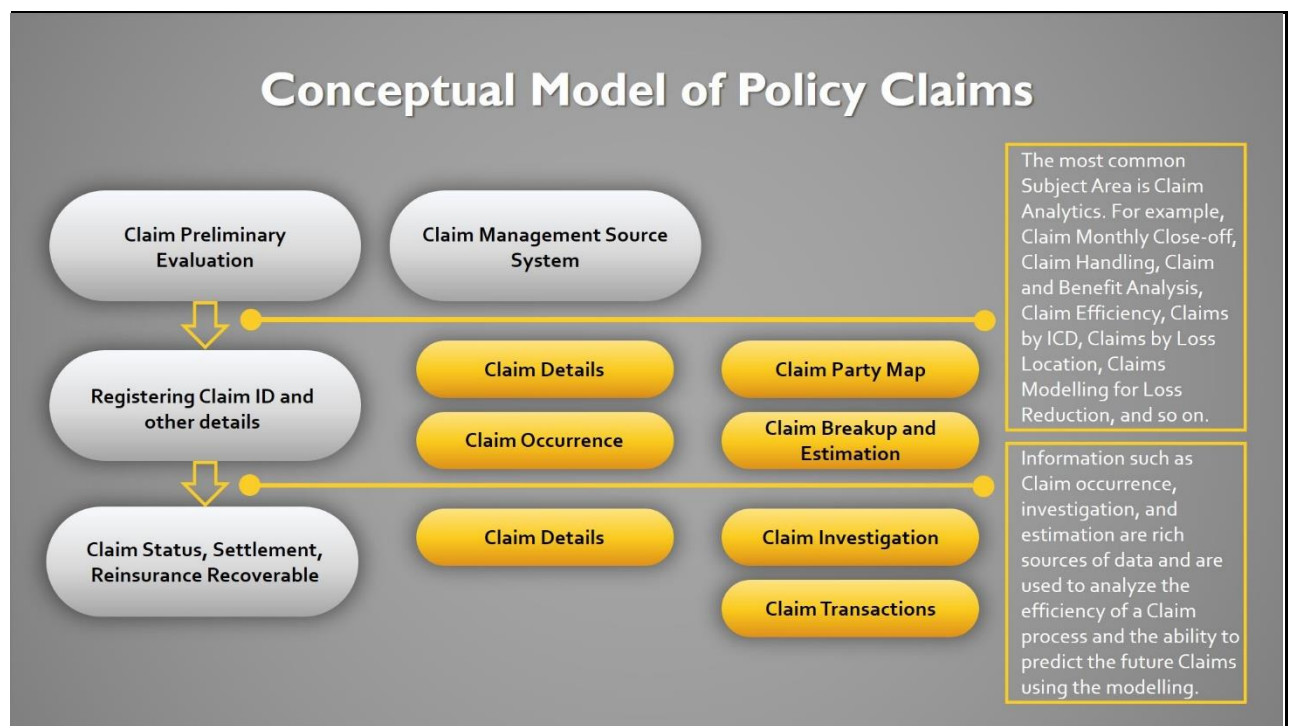 Conceptual Model of Policy Claims
Claim Preliminary
Evaluation
Claim Management Source
System
Registering Claim ID and
other details
Claim Details
Claim Party Map
Claim Occurrence
Claim Breakup and
Estimation
Claim Status, Settlement,
Reinsurance Recoverable
Claim Details
Claim Investigation
Claim Transactions
The most common
Subject Area is Claim
Analytics. For example,
Claim Monthly Close-off,
Claim Handling, Claim
and Benefit Analysis,
Claim Efficiency, Claims
by ICD, Claims by Loss
Location, Claims
Modelling for Loss
Reduction, and so on.
Information such as
Claim occurrence,
investigation, and
estimation are rich
sources of data and are
used to analyze the
efficiency of a Claim
process and the ability to
predict the future Claims
using the modelling.